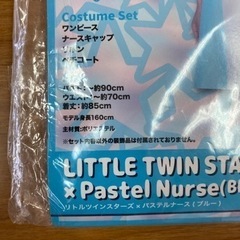 Costume Set
ワンピース
ナースキャップ
リボン
ペチコート
バスト:~約90cm
ウエスト:~約70cm
着丈:約85cm
モデル身長160cm
主素材:ポリエステル
※セット内容以外の装飾品は付属されておりません。
LITTLE TWIN STA
× Pastel Nurse(Bl
リトルツインスターズ×パステルナース(ブルー)